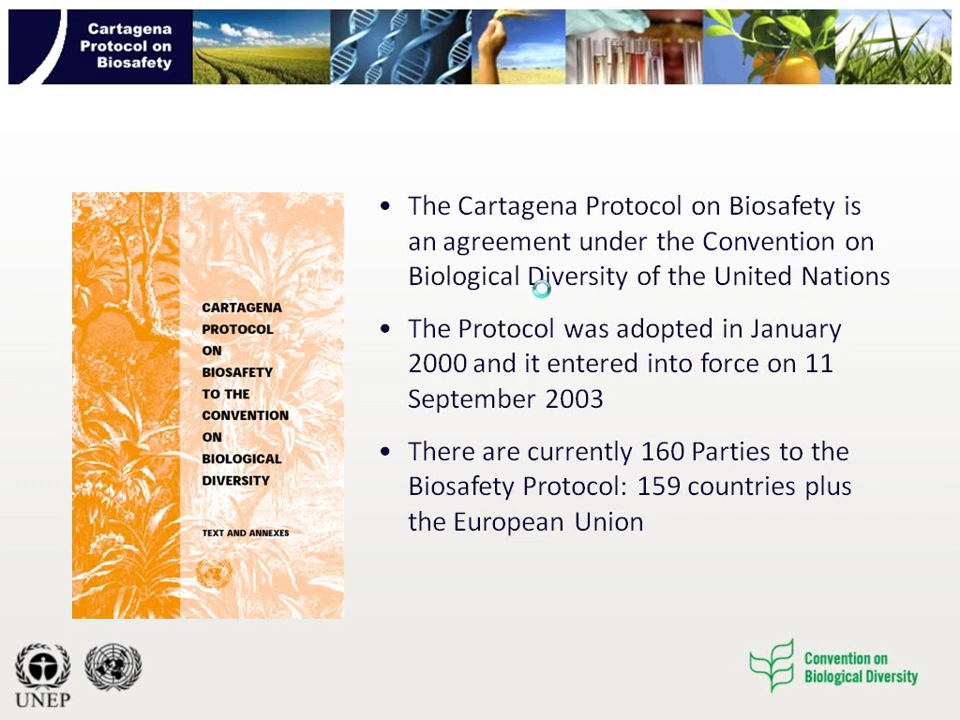 Cartagena
Protocol on
Biosafety
• The Cartagena Protocol on Biosafety is
an agreement under the Convention on
Biological Diversity of the United Nations
• The Protocol was adopted in January
2000 and it entered into force on 11
September 2003
• There are currently 160 Parties to the
Biosafety Protocol: 159 countries plus
the European Union
CARTAGENA
PROTOCOL
ON
BIOSAFETY
TO THE
CONVENTION
ON
BIOLOGICAL
DIVERSITY
TEXT AND ANNEXES
UNEP
Convention on
Biological Diversity